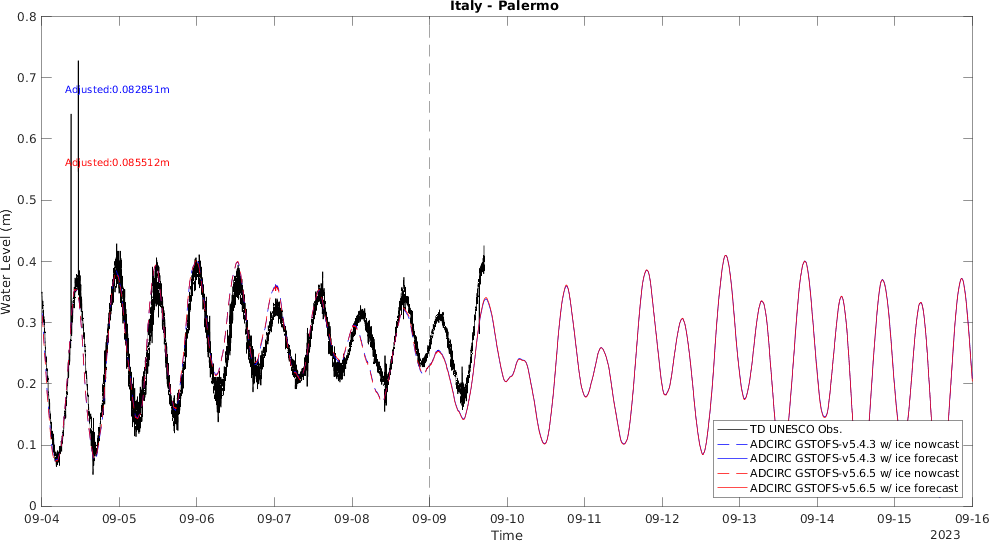 Italy - Palermo
0.8
0.7
Adjusted:0.082851m
0.6
Adjusted:0.085512m
0.5
0.4
Water Level (m)
0.3
0.2
0.1
0
TD UNESCO Obs.
ADCIRC GSTOFS-v5.4.3 w/ ice nowcast
ADCIRC GSTOFS-v5.4.3 w/ ice forecast
ADCIRC GSTOFS-v5.6.5 w/ ice nowcast
ADCIRC GSTOFS-v5.6.5 w/ ice forecast
09-04 09-05 09-06 09-07 09-08 09-09 09-10 09-11 09-12 09-13 09-14 09-15 09-16
Time
2023